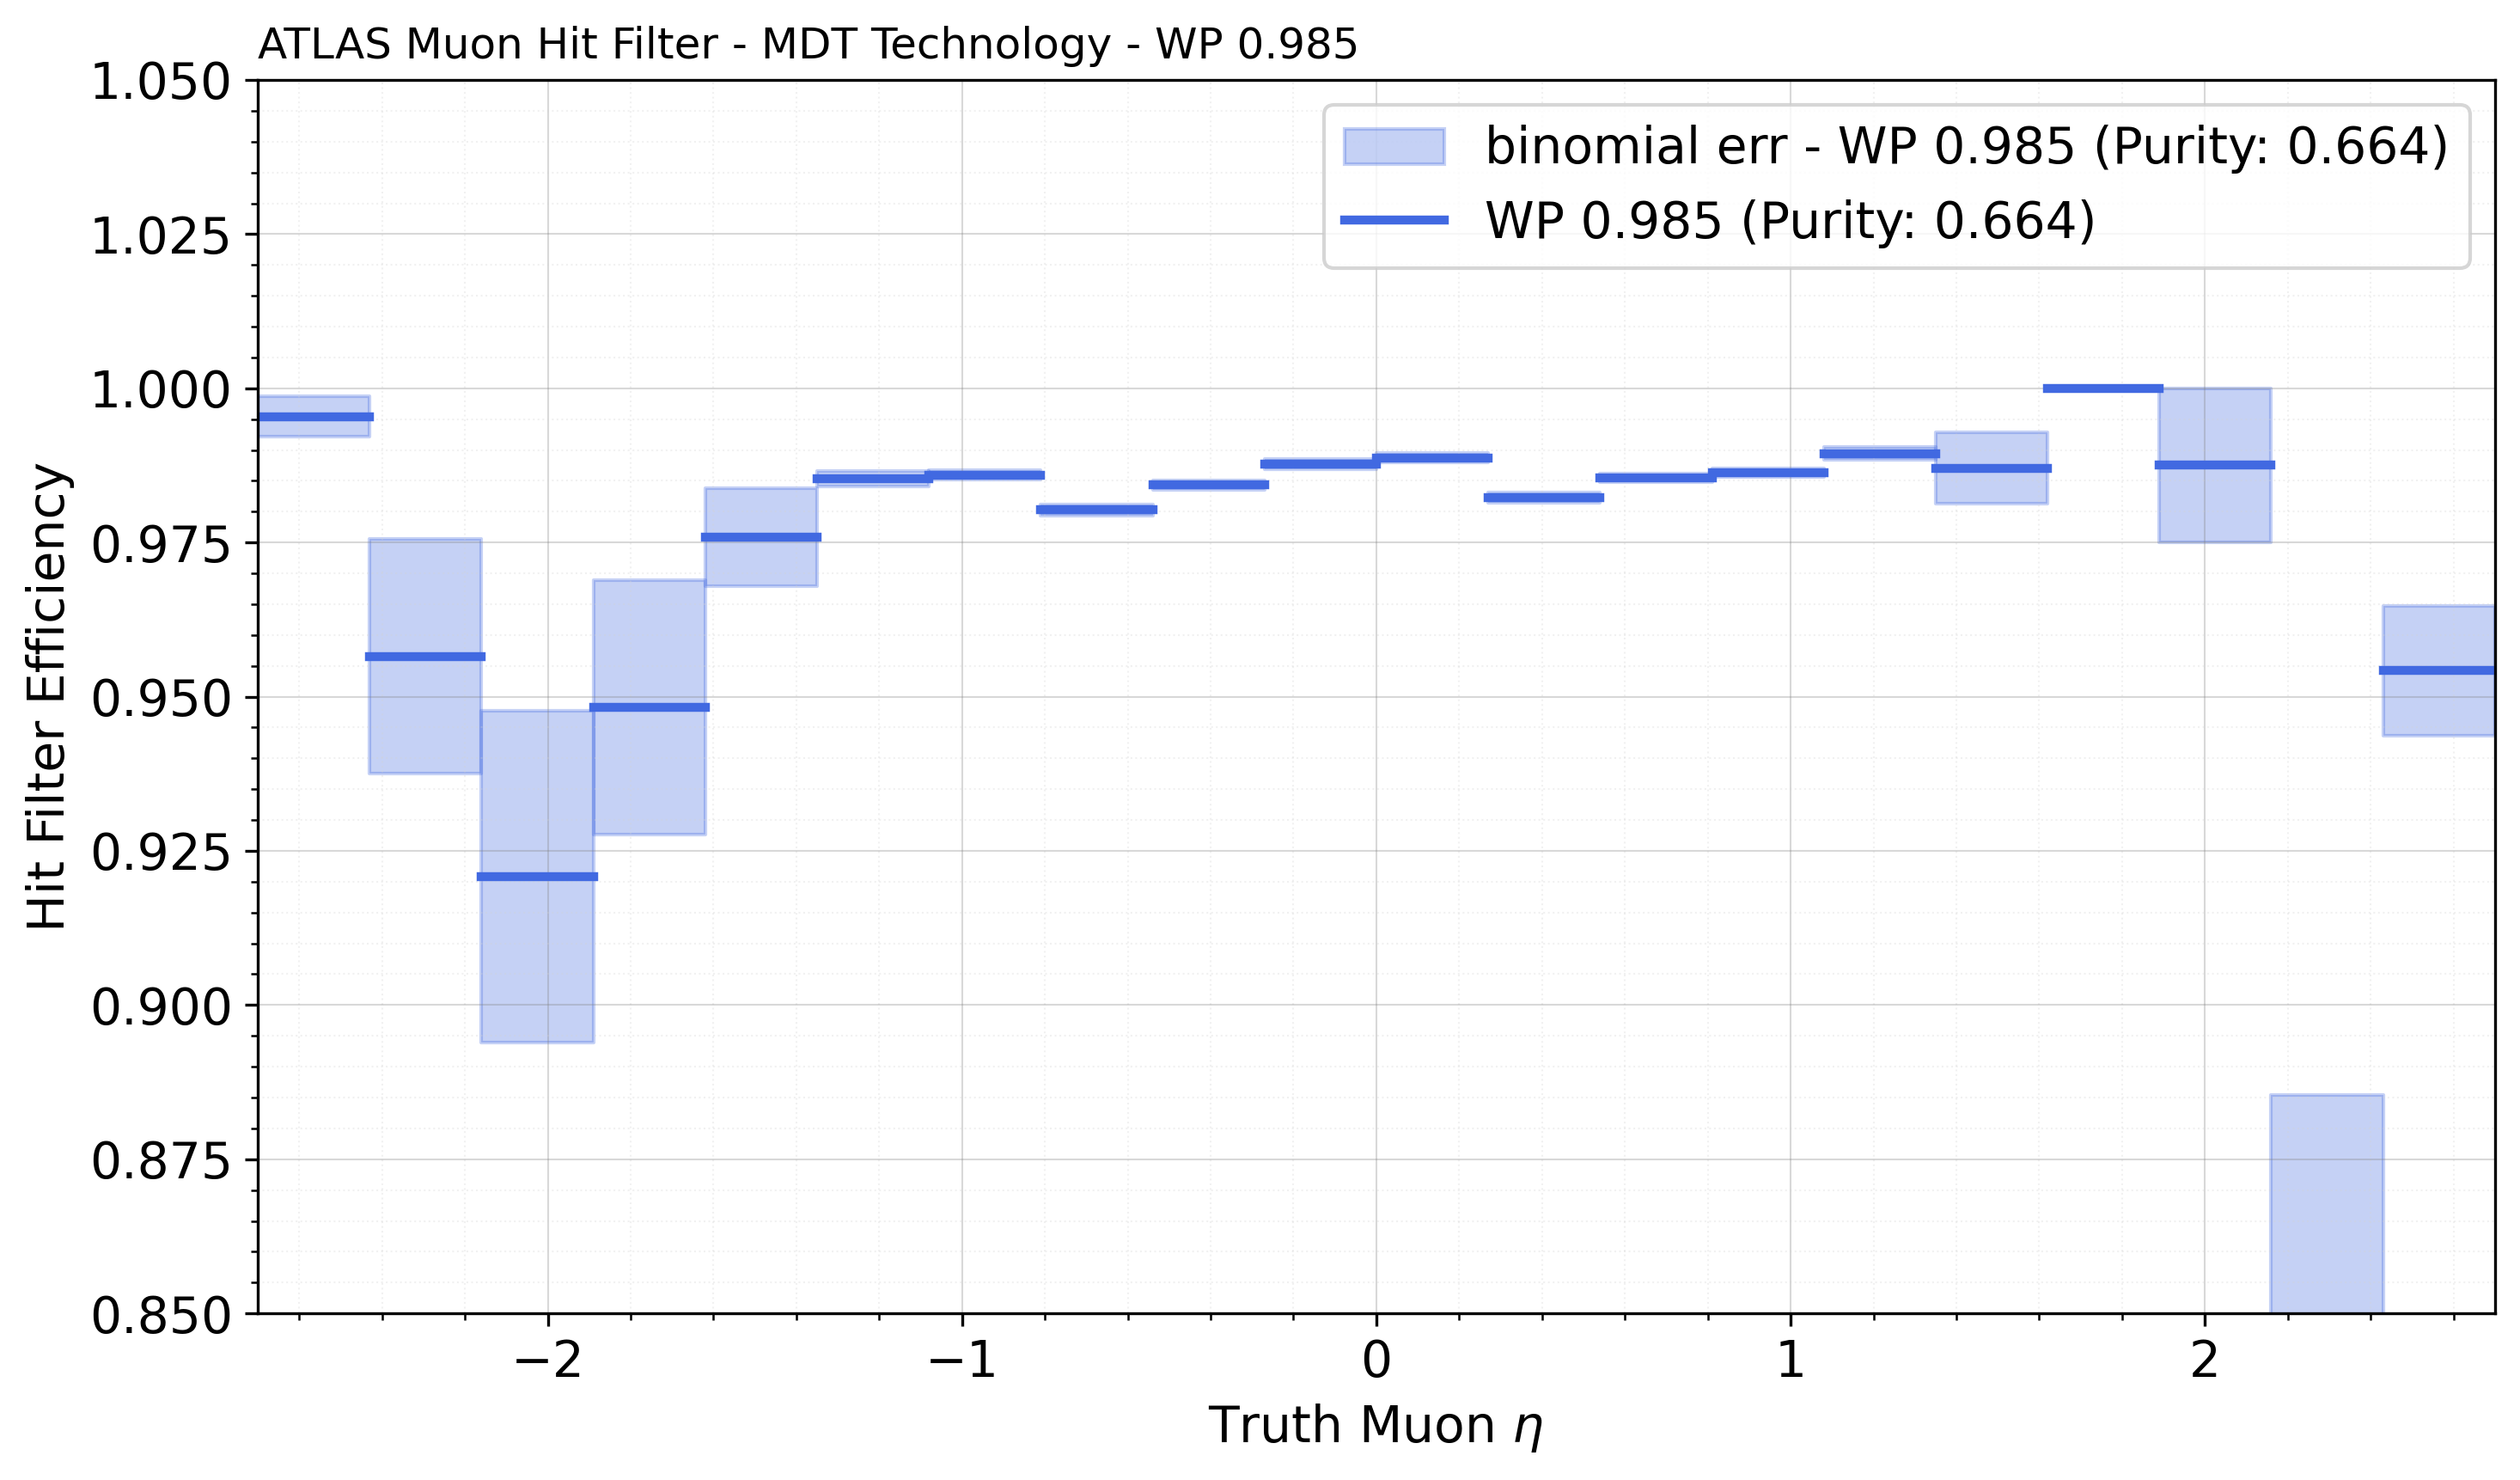 ATLAS Muon Hit Filter - MDT Technology - WP 0.985
1.050
1.025
1.000
0.975
0.950
0.925
0.900
0.875
0.850
Hit Filter Efficiency
binomial err - WP 0.985 (Purity: 0.664)
WP 0.985 (Purity: 0.664)
−2
−1
0
1
2
Truth Muon η